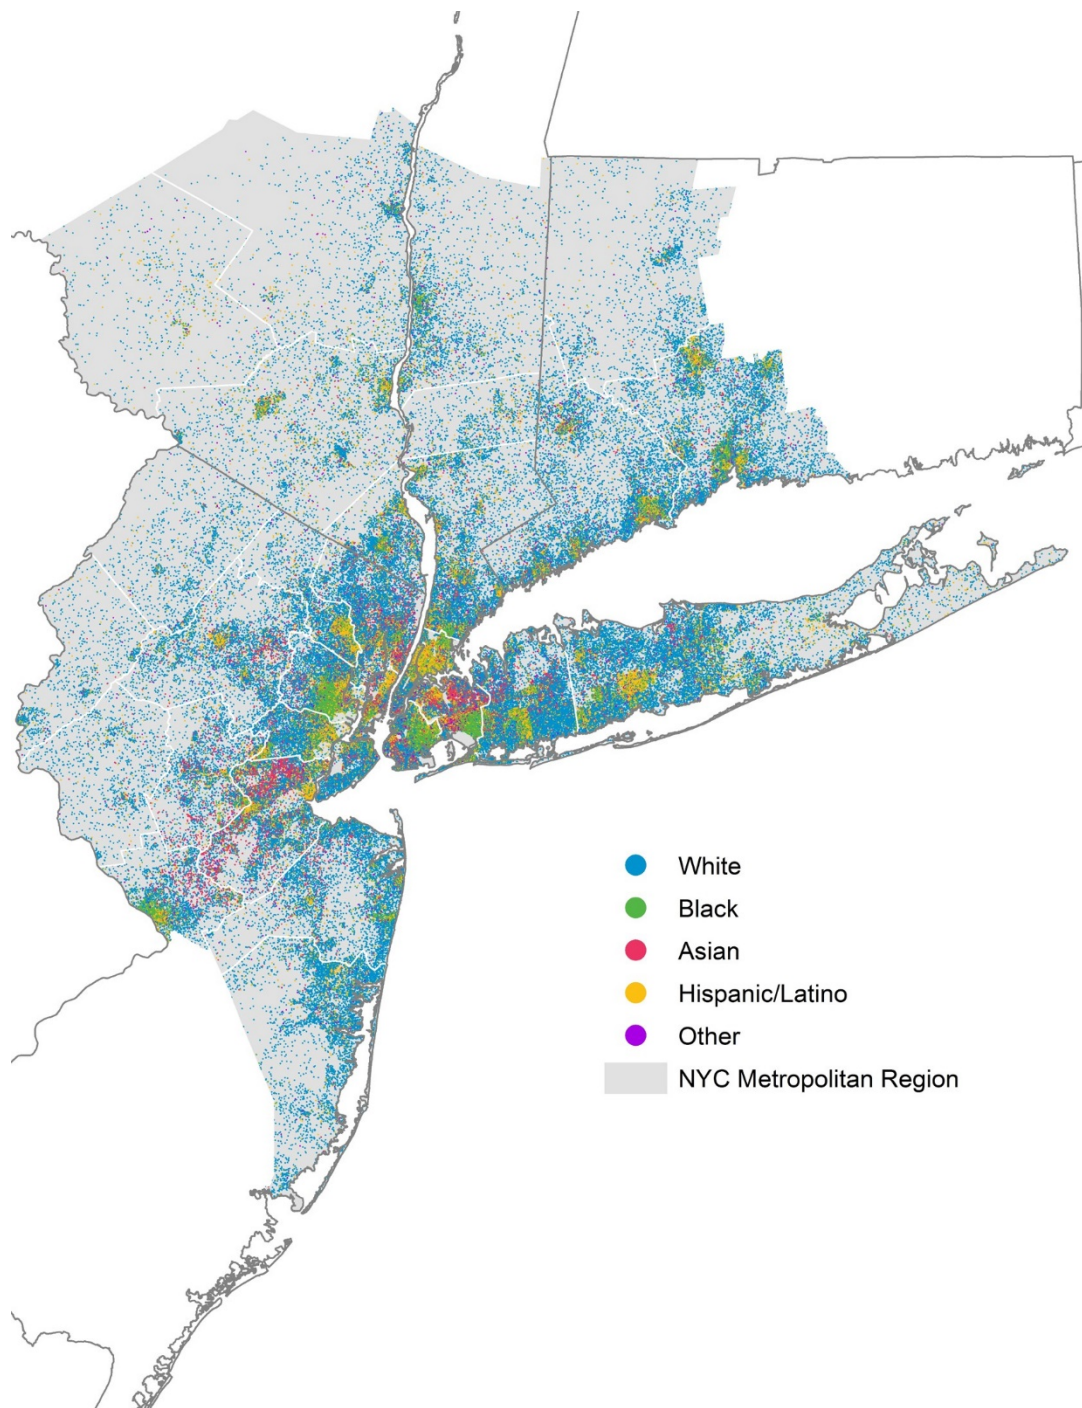 White
Black
Asian
Hispanic/Latino
Other
NYC Metropolitan Region